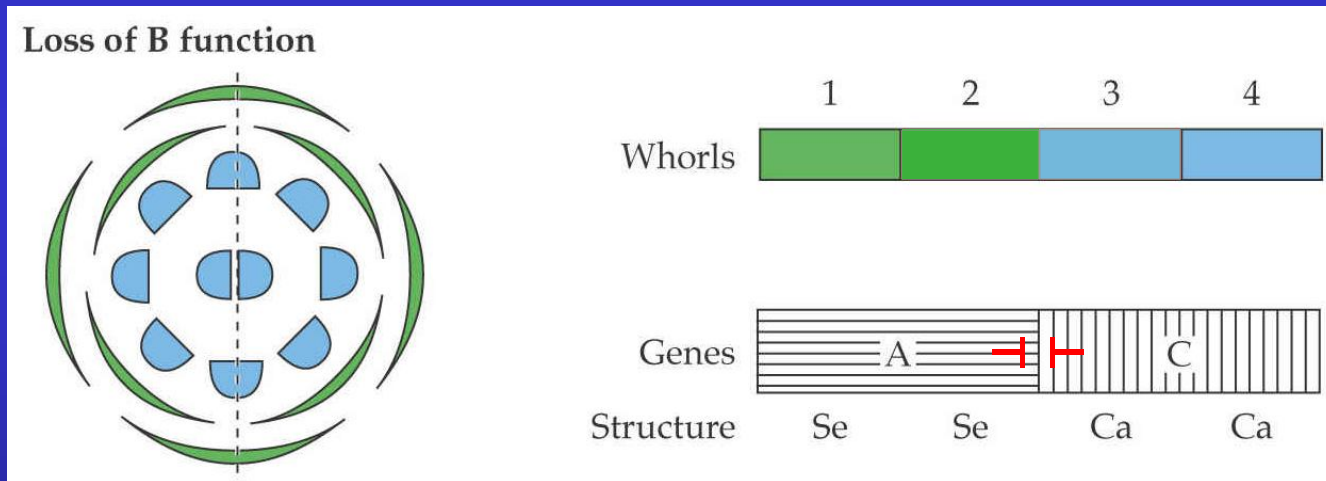 Loss of B function
1 2 3 4
Whorls
Genes A C
Structure Se Se Ca Ca